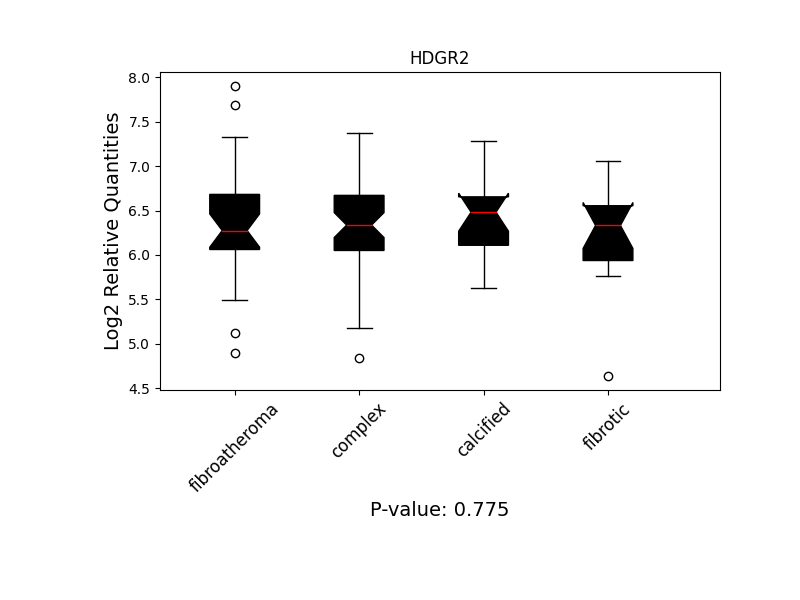 HDGR2
Log2 Relative Quantities
8.0
7.5
7.0
6.5
6.0
5.5
5.0
4.5
fibroatheroma
complex
calcified
fibrotic
P-value: 0.775